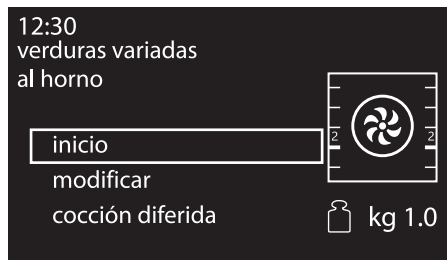 12:30
verduras variadas
al horno
inicio
modificar
cocción diferida
2 2
kg 1.0